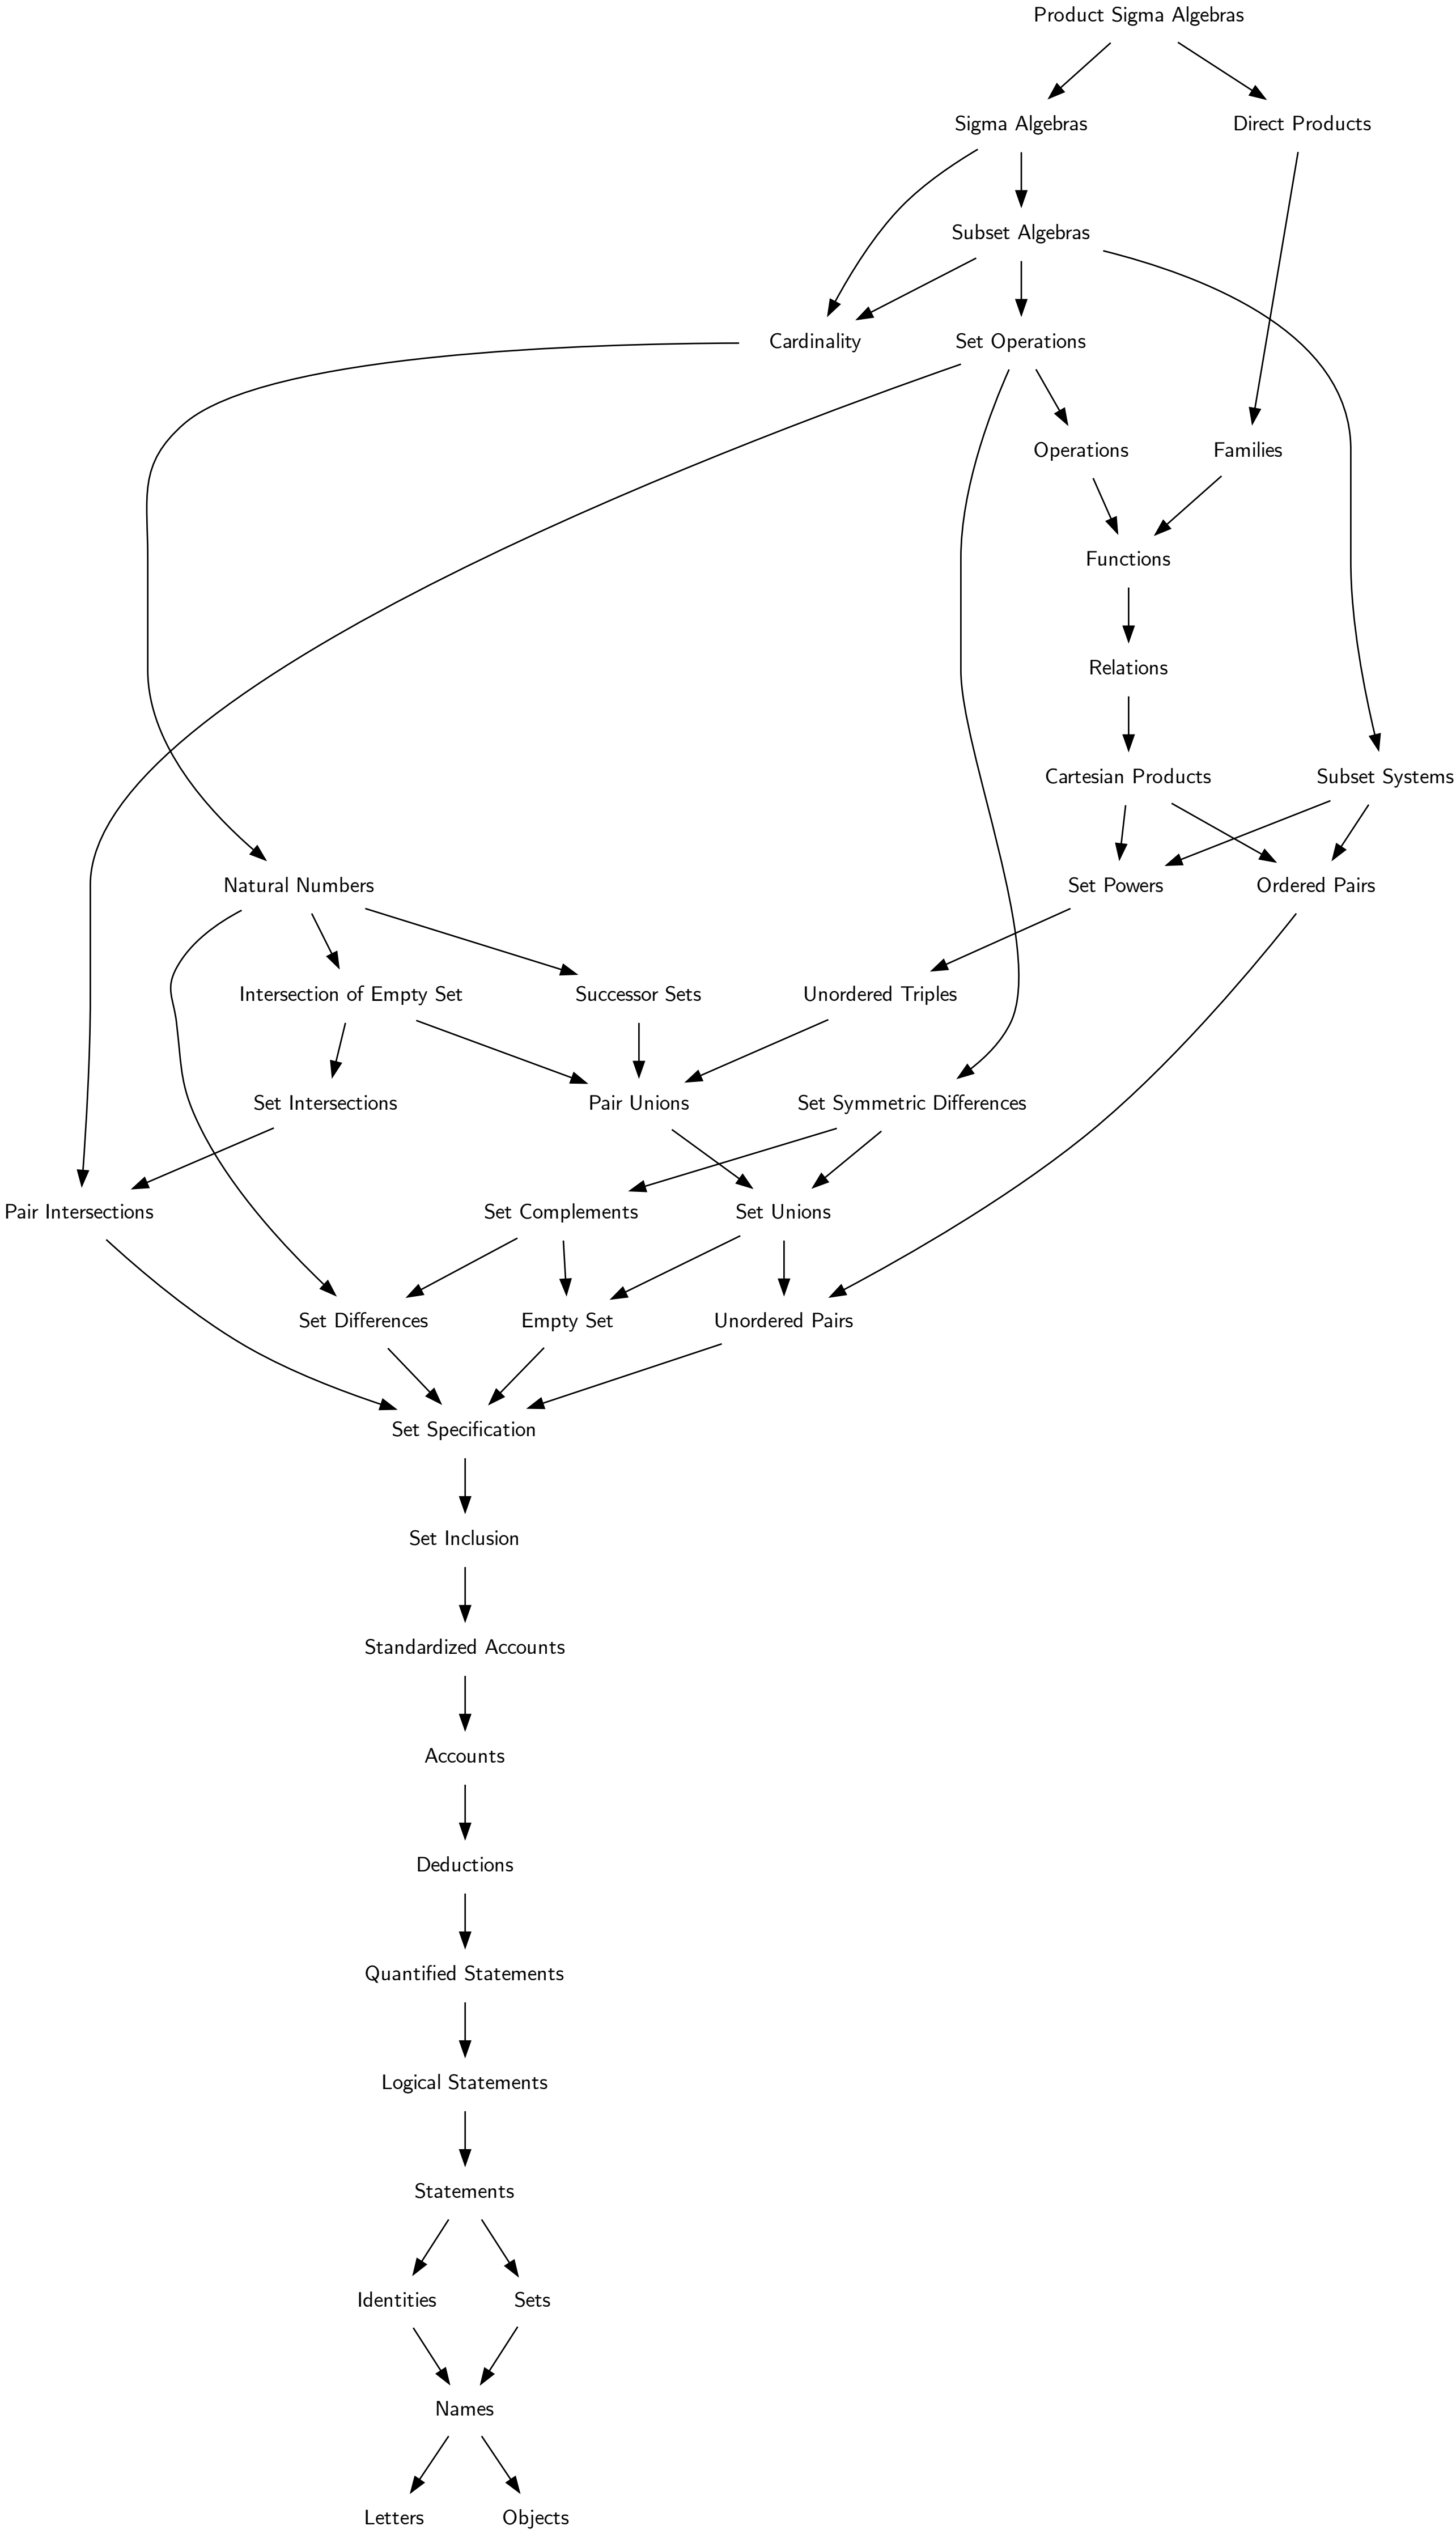 Product Sigma Algebras
Sigma Algebras
Direct Products
Subset Algebras
Cardinality
Set Operations
Operations
Families
Functions
Relations
Cartesian Products
Subset Systems
Natural Numbers
Set Powers
Ordered Pairs
Intersection of Empty Set
Successor Sets
Unordered Triples
Set Intersections
Pair Unions
Set Symmetric Differences
Pair Intersections
Set Complements
Set Unions
Set Differences
Empty Set
Unordered Pairs
Set Specification
Set Inclusion
Standardized Accounts
Accounts
Deductions
Quantified Statements
Logical Statements
Statements
Identities
Sets
Names
Letters
Objects